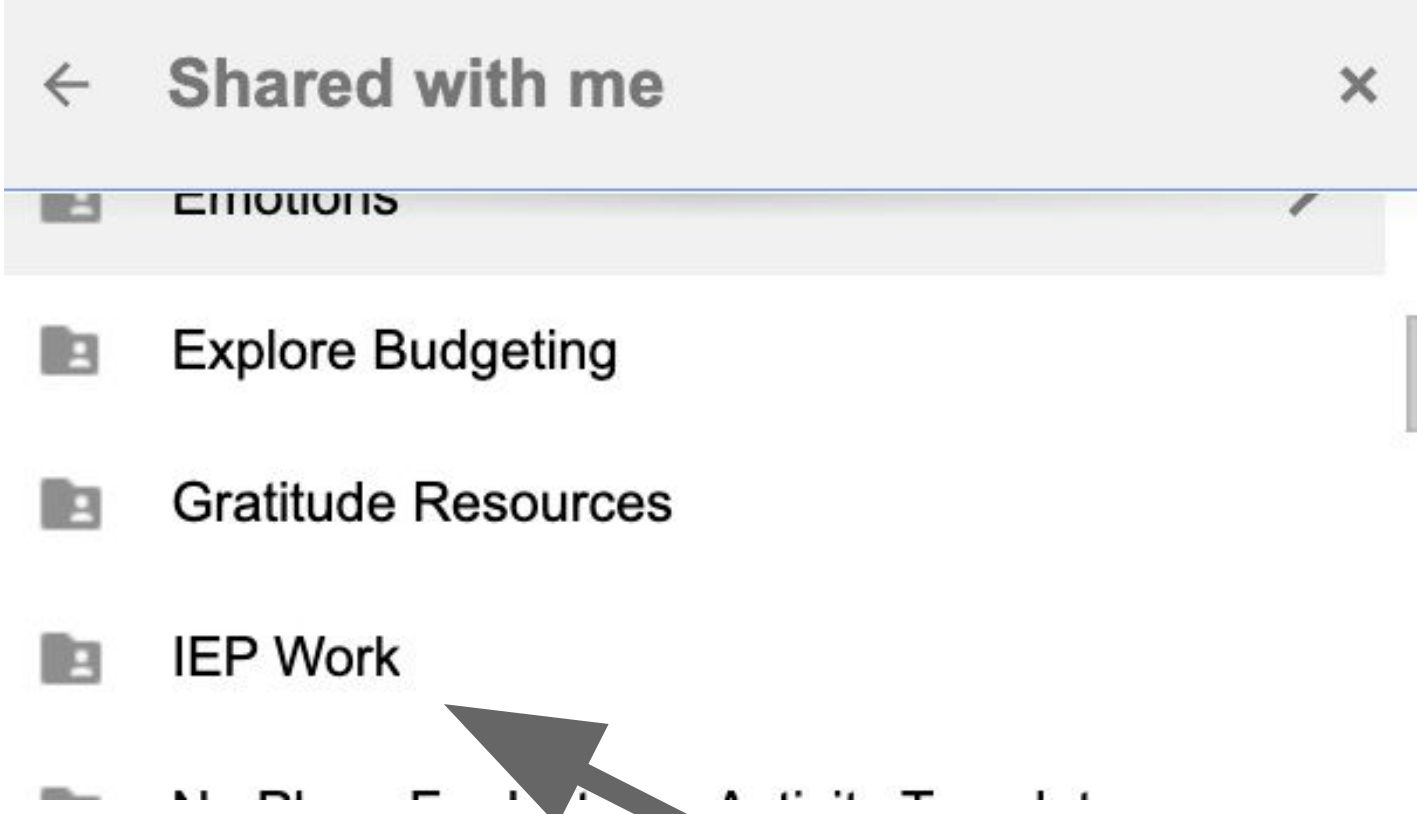 Shared with me
Emotions
Explore Budgeting
Gratitude Resources
IEP Work